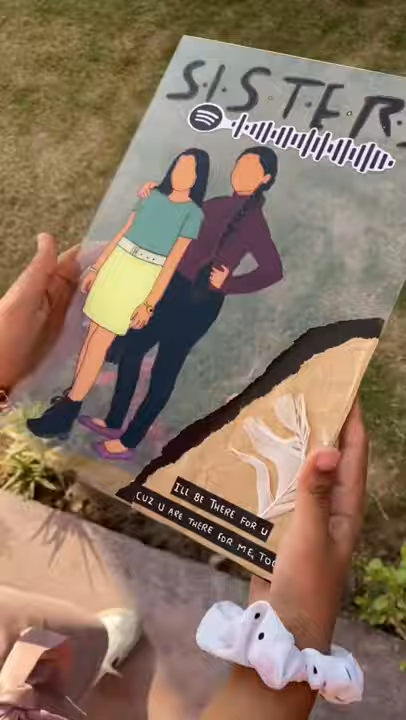 S·I·S·T·E·R·S
I'LL BE THERE FOR U
CUZ U ARE THERE FOR ME, TOO